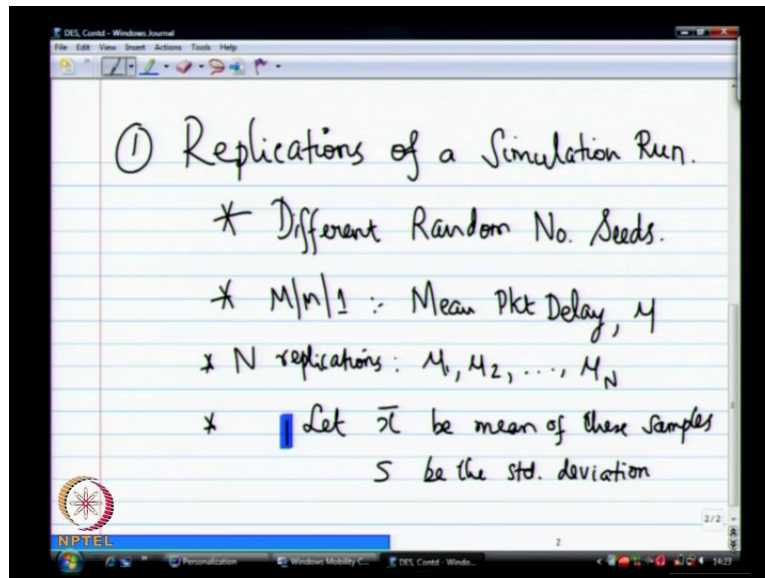 DES, Contd - Windows Journal
File Edit View Insert Actions Tools Help
① Replications of a Simulation Run.
* Different Random No. Seeds.
* M/M/1 :- Mean Pkt Delay, μ
* N replications: μ₁, μ₂, ..., μ_N
* Let x̄ be mean of these samples
S be the std. deviation
2/2
2
NPTEL
Personalization Windows Mobility C... DES, Contd - Windo... 14:23